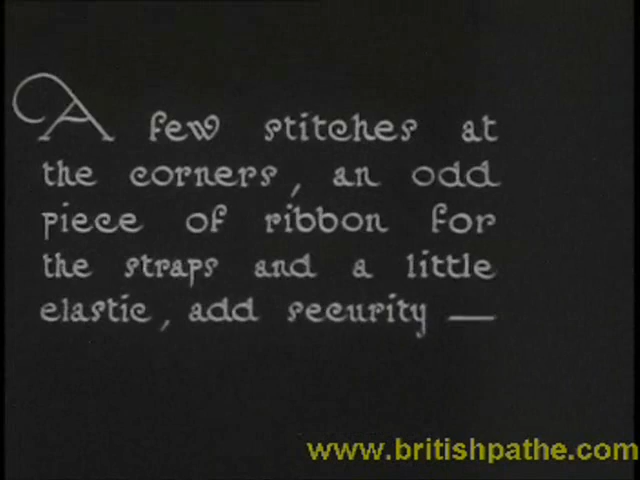 A few stitches at
the corners, an odd
piece of ribbon for
the straps and a little
elastic, add security —
www.britishpathe.com